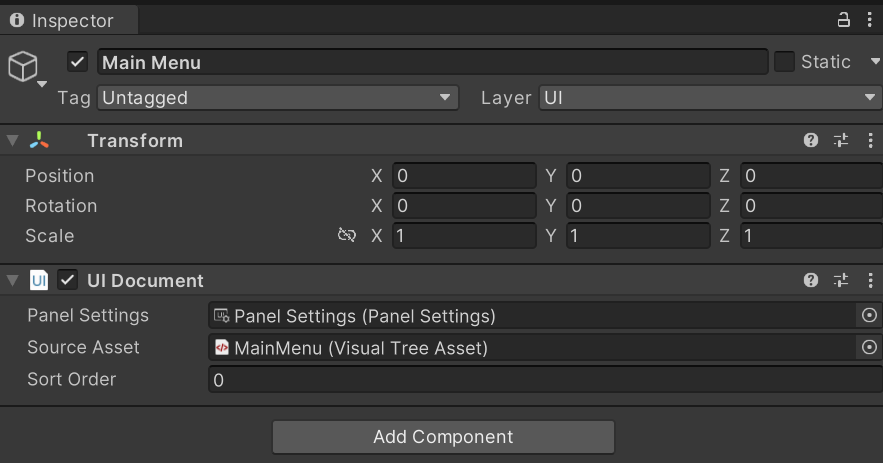 Inspector
Main Menu Static
Tag Untagged Layer UI
Transform
Position X 0 Y 0 Z 0
Rotation X 0 Y 0 Z 0
Scale X 1 Y 1 Z 1
UI UI Document
Panel Settings Panel Settings (Panel Settings)
Source Asset MainMenu (Visual Tree Asset)
Sort Order 0
Add Component